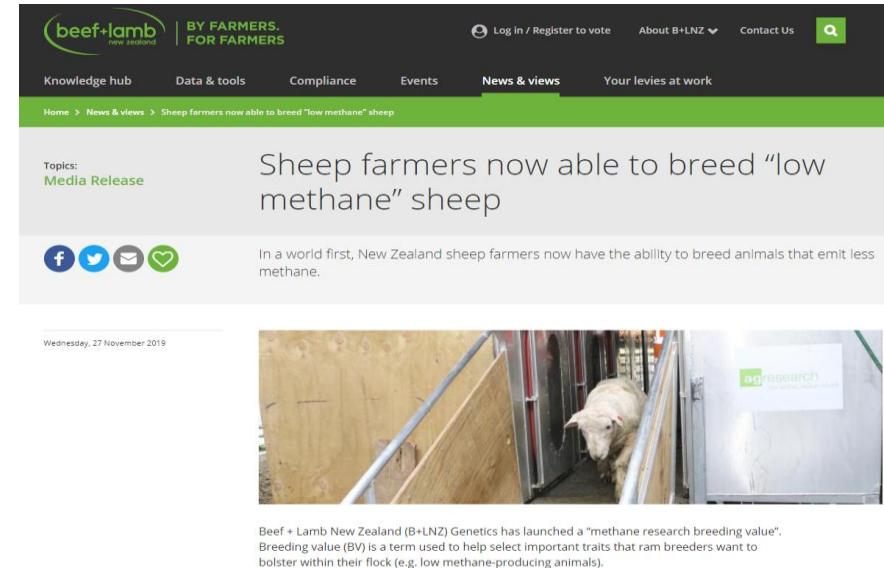 beef+lamb
new zealand
BY FARMERS.
FOR FARMERS
Log in / Register to vote
About B+LNZ
Contact Us
Knowledge hub
Data & tools
Compliance
Events
News & views
Your levies at work
Home > News & views > Sheep farmers now able to breed "low methane" sheep
Topics:
Media Release
Sheep farmers now able to breed “low
methane” sheep
In a world first, New Zealand sheep farmers now have the ability to breed animals that emit less
methane.
Wednesday, 27 November 2019
agresearch
Beef + Lamb New Zealand (B+LNZ) Genetics has launched a “methane research breeding value”.
Breeding value (BV) is a term used to help select important traits that ram breeders want to
bolster within their flock (e.g. low methane-producing animals).